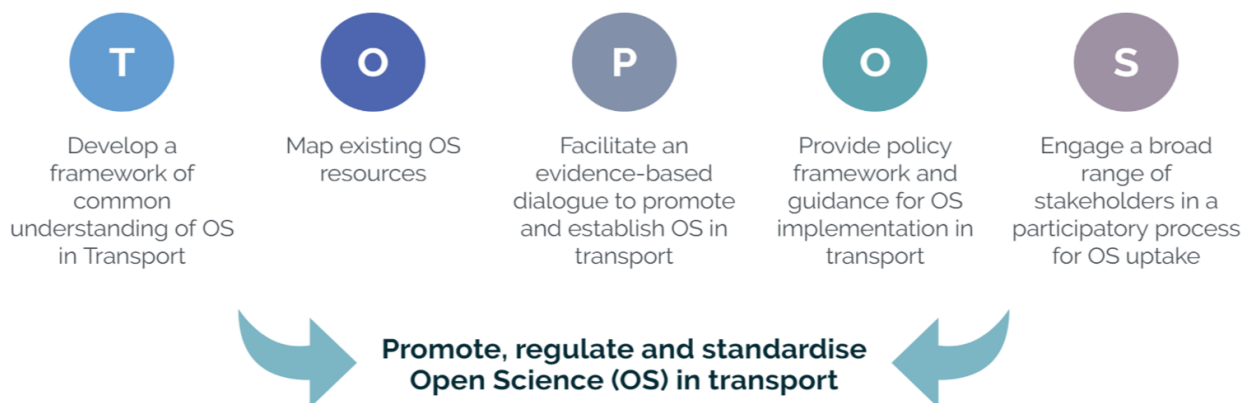 T
Develop a
framework of
common
understanding of OS
in Transport
O
Map existing OS
resources
P
Facilitate an
evidence-based
dialogue to promote
and establish OS in
transport
O
Provide policy
framework and
guidance for OS
implementation in
transport
S
Engage a broad
range of
stakeholders in a
participatory process
for OS uptake
Promote, regulate and standardise
Open Science (OS) in transport